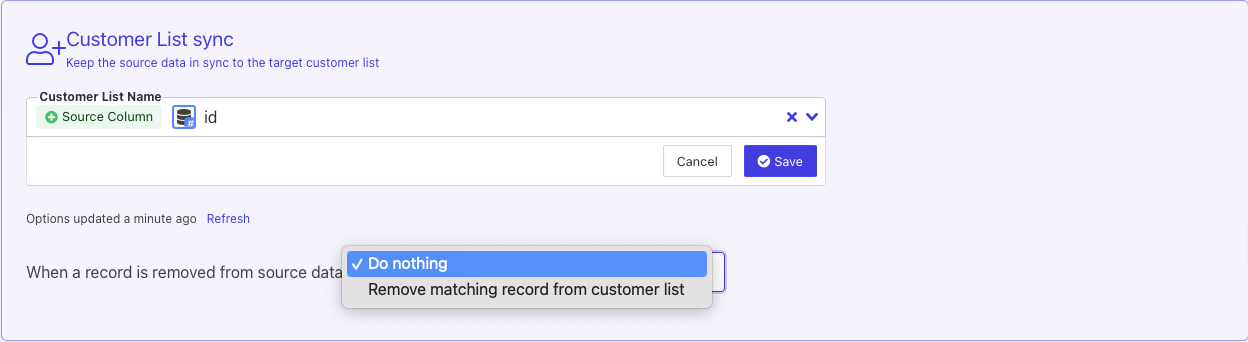 Customer List sync
Keep the source data in sync to the target customer list
Customer List Name
Source Column # id
Cancel Save
Options updated a minute ago Refresh
When a record is removed from source data
✓ Do nothing
Remove matching record from customer list